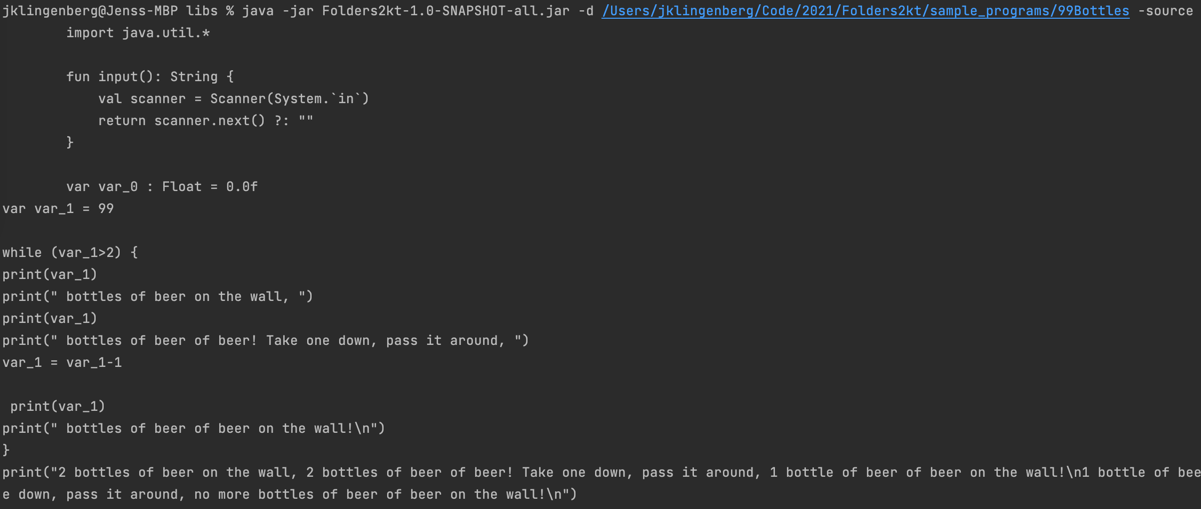 jklingenberg@Jenss-MBP libs % java -jar Folders2kt-1.0-SNAPSHOT-all.jar -d /Users/jklingenberg/Code/2021/Folders2kt/sample_programs/99Bottles -source
import java.util.*
fun input(): String {
val scanner = Scanner(System.`in`)
return scanner.next() ?: ""
}
var var_0 : Float = 0.0f
var var_1 = 99
while (var_1>2) {
print(var_1)
print(" bottles of beer on the wall, ")
print(var_1)
print(" bottles of beer of beer! Take one down, pass it around, ")
var_1 = var_1-1
print(var_1)
print(" bottles of beer of beer on the wall!\n")
}
print("2 bottles of beer on the wall, 2 bottles of beer of beer! Take one down, pass it around, 1 bottle of beer of beer on the wall!\n1 bottle of bee
e down, pass it around, no more bottles of beer of beer on the wall!\n")